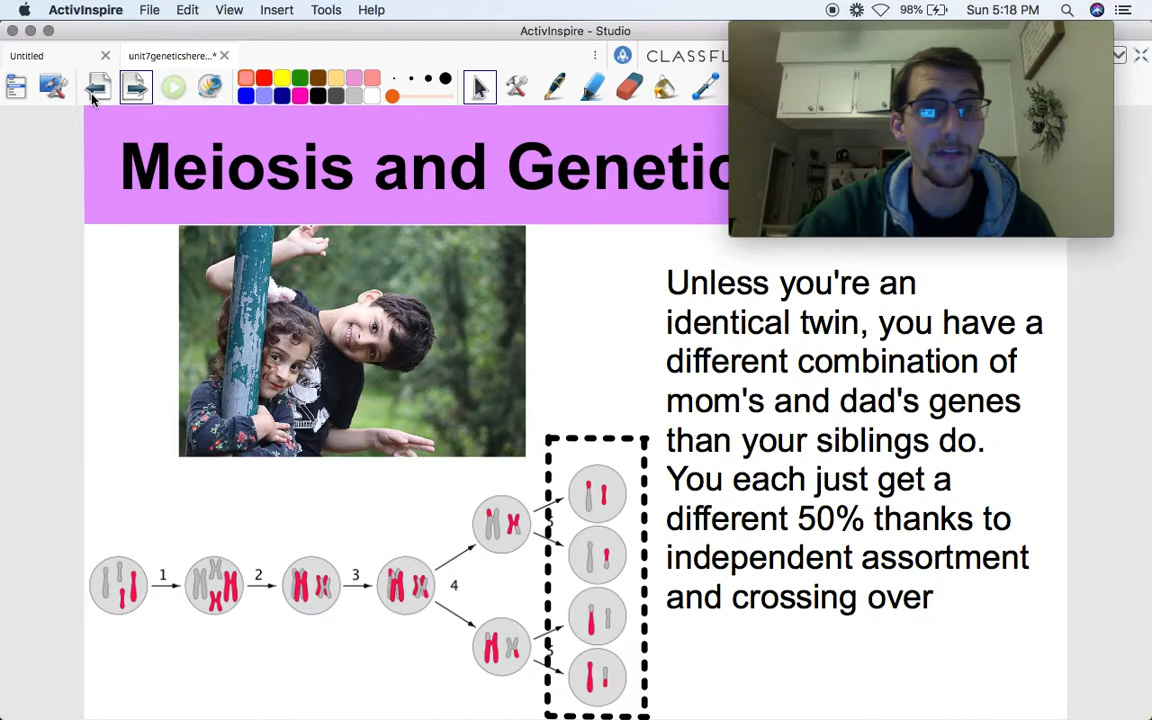 ActivInspire File Edit View Insert Tools Help 98% Sun 5:18 PM
ActivInspire - Studio
Untitled unit7geneticshere...* CLASSFL
Meiosis and Genetic
Unless you're an
identical twin, you have a
different combination of
mom's and dad's genes
than your siblings do.
You each just get a
different 50% thanks to
independent assortment
and crossing over
1 2 3 4